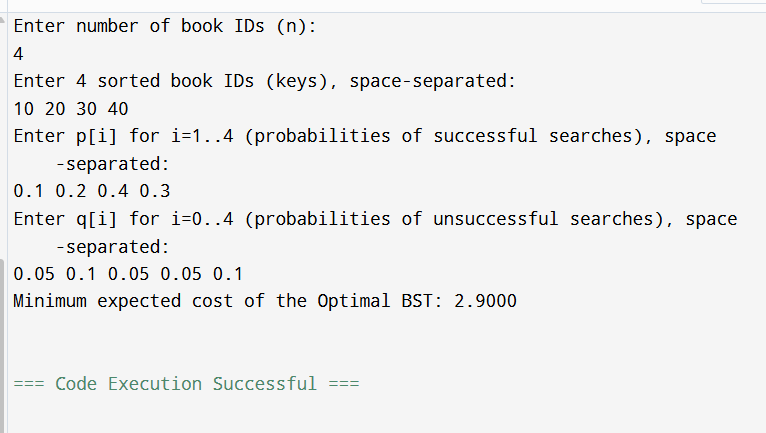 Enter number of book IDs (n):
4
Enter 4 sorted book IDs (keys), space-separated:
10 20 30 40
Enter p[i] for i=1..4 (probabilities of successful searches), space
-separated:
0.1 0.2 0.4 0.3
Enter q[i] for i=0..4 (probabilities of unsuccessful searches), space
-separated:
0.05 0.1 0.05 0.05 0.1
Minimum expected cost of the Optimal BST: 2.9000
=== Code Execution Successful ===